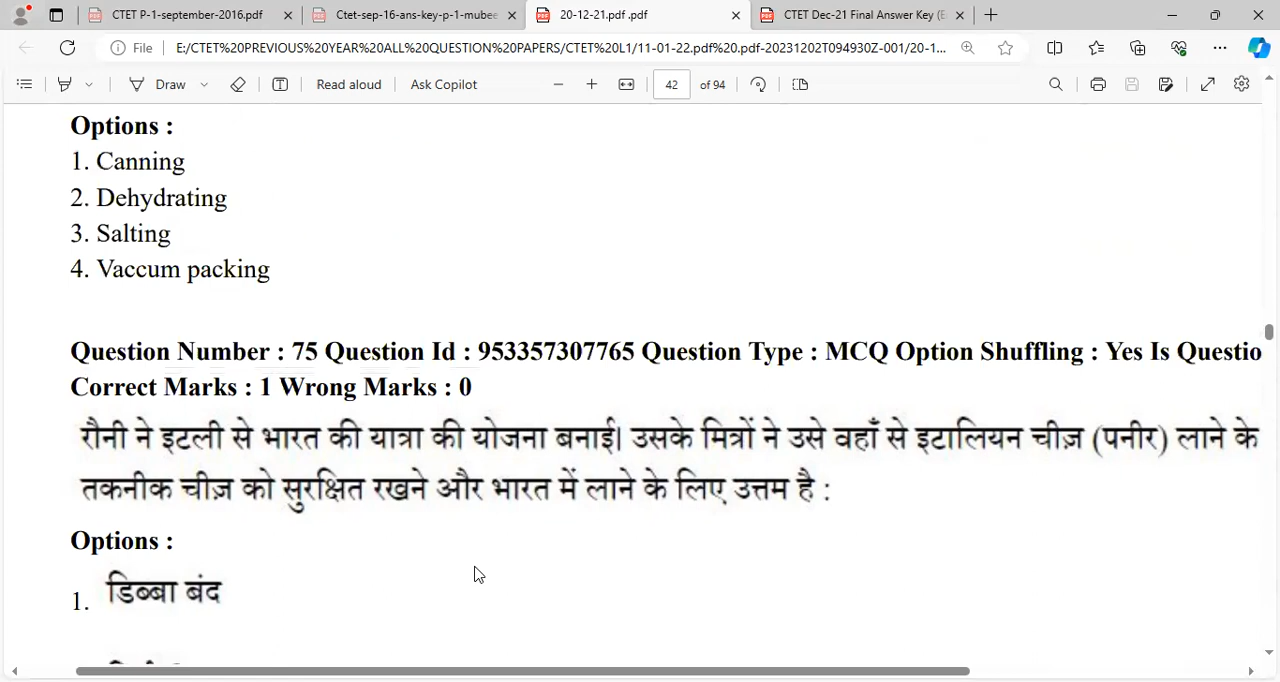 CTET P-1-september-2016.pdf
Ctet-sep-16-ans-key-p-1-mubee
20-12-21.pdf .pdf
CTET Dec-21 Final Answer Key (E
File
E:/CTET%20PREVIOUS%20YEAR%20ALL%20QUESTION%20PAPERS/CTET%20L1/11-01-22.pdf%20.pdf-20231202T094930Z-001/20-1...
Draw
Read aloud
Ask Copilot
42
of 94
Options :
1. Canning
2. Dehydrating
3. Salting
4. Vaccum packing
Question Number : 75 Question Id : 953357307765 Question Type : MCQ Option Shuffling : Yes Is Questio
Correct Marks : 1 Wrong Marks : 0
रौनी ने इटली से भारत की यात्रा की योजना बनाई। उसके मित्रों ने उसे वहाँ से इटालियन चीज़ (पनीर) लाने के
तकनीक चीज़ को सुरक्षित रखने और भारत में लाने के लिए उत्तम है :
Options :
1. डिब्बा बंद